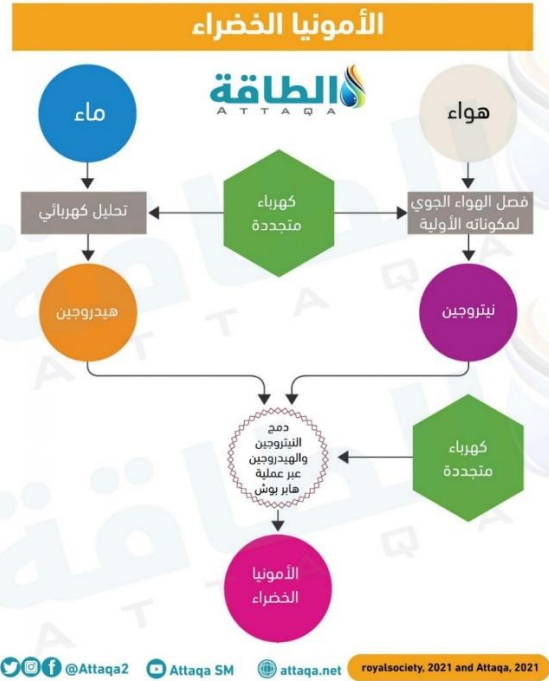 الأمونيا الخضراء
الطاقة
ATTAQA
هواء
ماء
كهرباء
متجددة
فصل الهواء الجوي
لمكوناته الأولية
تحليل كهربائي
نيتروجين
هيدروجين
دمج
النيتروجين
والهيدروجين
عبر عملية
هابر بوش
كهرباء
متجددة
الأمونيا
الخضراء
@Attaqa2
Attaqa SM
attaqa.net
royalsociety, 2021 and Attaqa, 2021